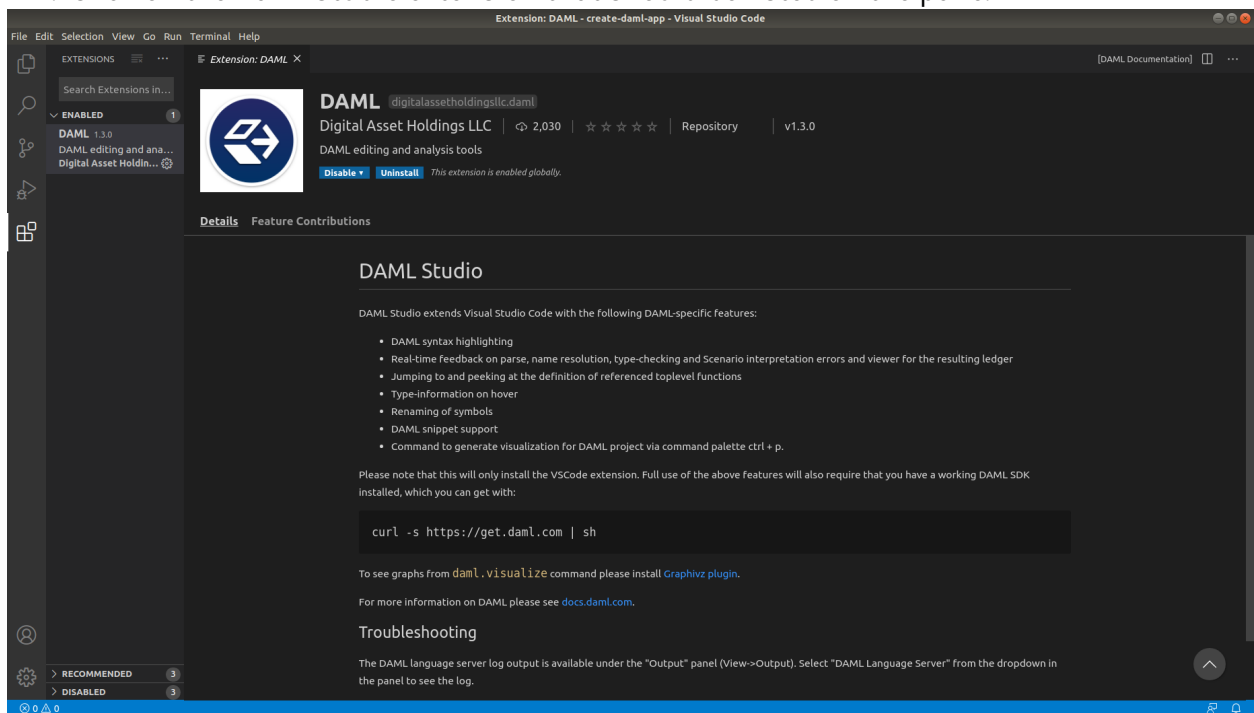 Extension: DAML - create-daml-app - Visual Studio Code
File Edit Selection View Go Run Terminal Help
EXTENSIONS
Extension: DAML
[DAML Documentation]
Search Extensions in...
ENABLED 1
DAML 1.3.0
DAML editing and ana...
Digital Asset Holdin...
DAML digitalassetholdingsllc.daml
Digital Asset Holdings LLC 2,030 Repository v1.3.0
DAML editing and analysis tools
Disable Uninstall This extension is enabled globally.
Details Feature Contributions
DAML Studio
DAML Studio extends Visual Studio Code with the following DAML-specific features:
• DAML syntax highlighting
• Real-time feedback on parse, name resolution, type-checking and Scenario interpretation errors and viewer for the resulting ledger
• Jumping to and peeking at the definition of referenced toplevel functions
• Type-information on hover
• Renaming of symbols
• DAML snippet support
• Command to generate visualization for DAML project via command palette ctrl + p.
Please note that this will only install the VSCode extension. Full use of the above features will also require that you have a working DAML SDK
installed, which you can get with:
curl -s https://get.daml.com | sh
To see graphs from daml.visualize command please install Graphivz plugin.
For more information on DAML please see docs.daml.com.
Troubleshooting
The DAML language server log output is available under the "Output" panel (View->Output). Select "DAML Language Server" from the dropdown in
the panel to see the log.
RECOMMENDED 3
DISABLED 3
0 0